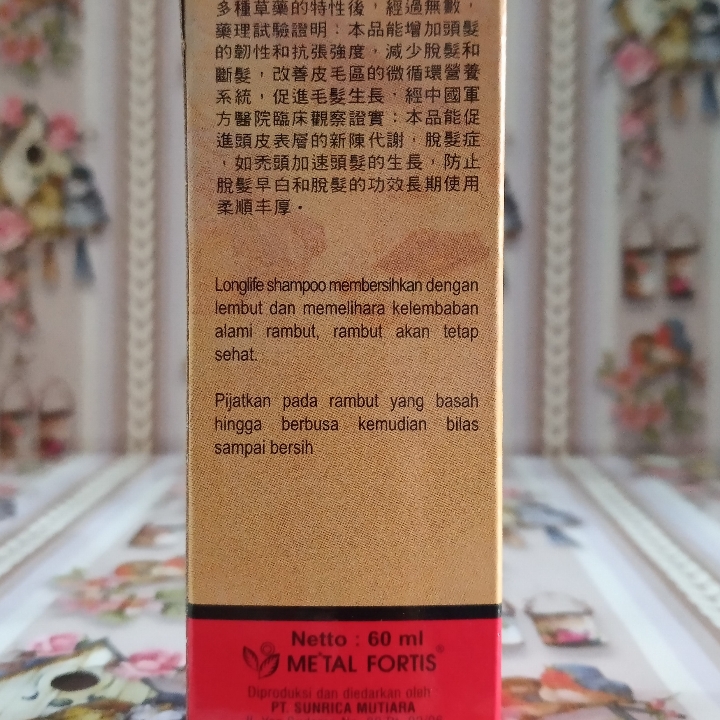 多種草藥的特性後，經過無數，
藥理試驗證明：本品能增加頭髮
的韌性和抗張強度，減少脫髮和
斷髮，改善皮毛區的微循環營養
系統，促進毛髮生長，經中國軍
方醫院臨床觀察證實：本品能促
進頭皮表層的新陳代謝，脫髮症
，如禿頭加速頭髮的生長，防止
脫髮早白和脫髮的功效長期使用
柔順丰厚．
Longlife shampoo membersihkan dengan
lembut dan memelihara kelembaban
alami rambut, rambut akan tetap
sehat.
Pijatkan pada rambut yang basah
hingga berbusa kemudian bilas
sampai bersih
Netto : 60 ml
METAL FORTIS®
Diproduksi dan diedarkan oleh
PT. SUNRICA MUTIARA